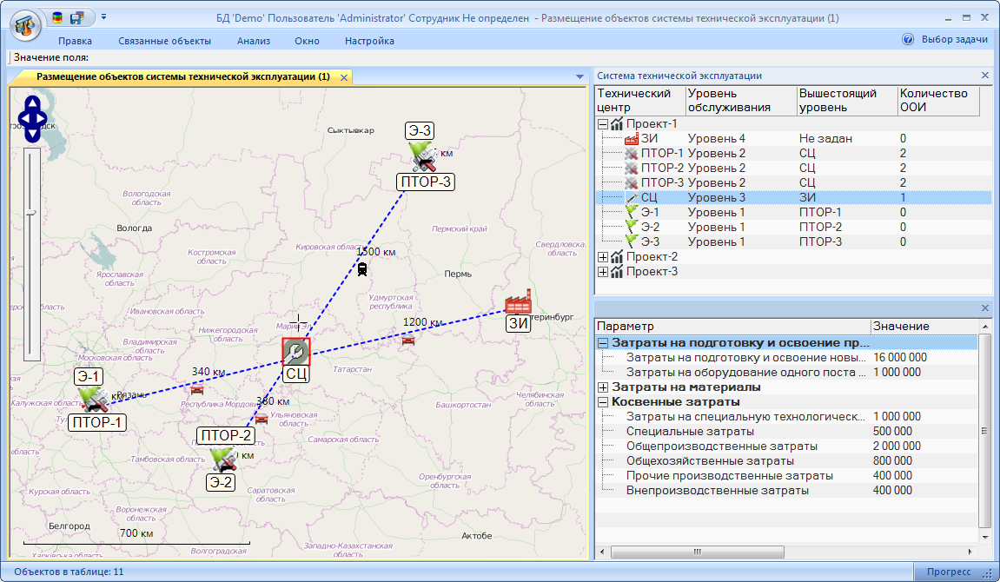 БД 'Demo' Пользователь 'Administrator' Сотрудник Не определен - Размещение объектов системы технической эксплуатации (1)
Правка Связанные объекты Анализ Окно Настройка Выбор задачи
Значение поля:
Размещение объектов системы технической эксплуатации (1)
Сыктывкар
Э-3
км
ПТОР-3
Вологодская область
Вологда
Пермский край
Костромская область
Кировская область
1500 км
Свердловская область
Ярославская область
Пермь
Удмуртская республика
Ивановская область
1200 км
ЗИ
Нижегородская область
Марий Эл
Владимирская область
Московская область
СЦ
Татарстан
340 км
Э-1
км
Рязань
Республика Мордовия
380 км
Калужская область
Башкортостан
Челябинская область
ПТОР-1
Ульяновская область
ПТОР-2
Самарская область
Тамбовская область
км
Э-2
Оренбургская область
Саратовская область
Курская область
Воронежская область
Белгород
700 км
Актобе
Волгоградская
Западно-Казахстанская область
Харківська область
Система технической эксплуатации
Технический центр Уровень обслуживания Вышестоящий уровень Количество ООИ
Проект-1
ЗИ Уровень 4 Не задан 0
ПТОР-1 Уровень 2 СЦ 2
ПТОР-2 Уровень 2 СЦ 2
ПТОР-3 Уровень 2 СЦ 2
СЦ Уровень 3 ЗИ 1
Э-1 Уровень 1 ПТОР-1 0
Э-2 Уровень 1 ПТОР-2 0
Э-3 Уровень 1 ПТОР-3 0
Проект-2
Проект-3
Параметр Значение
Затраты на подготовку и освоение пр...
Затраты на подготовку и освоение новы... 16 000 000
Затраты на оборудование одного поста ... 1 000 000
Затраты на материалы
Косвенные затраты
Затраты на специальную технологическ... 1 000 000
Специальные затраты 500 000
Общепроизводственные затраты 2 000 000
Общехозяйственные затраты 800 000
Прочие производственные затраты 400 000
Внепроизводственные затраты 400 000
Объектов в таблице: 11
Прогресс